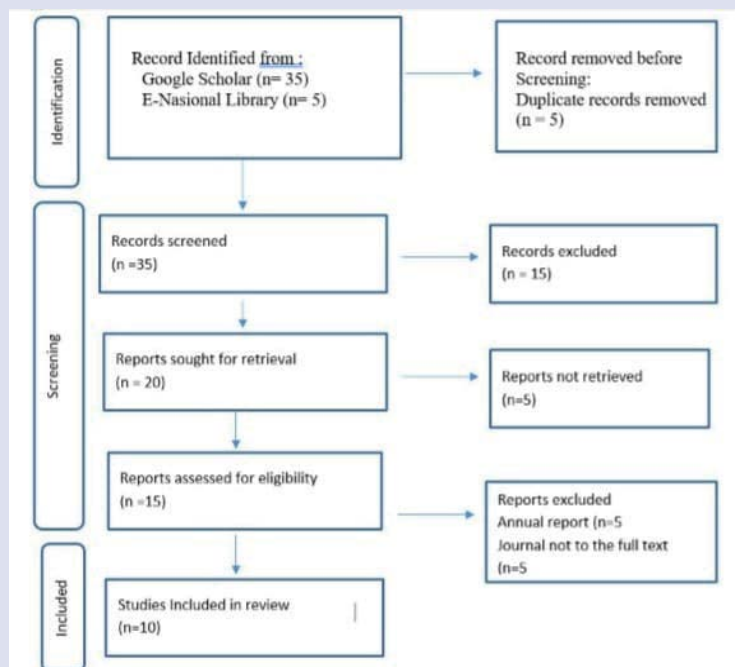 Identification
Record Identified from :
Google Scholar (n= 35)
E-Nasional Library (n= 5)
Record removed before
Screening:
Duplicate records removed
(n = 5)
Screening
Records screened
(n =35)
Records excluded
(n = 15)
Reports sought for retrieval
(n = 20)
Reports not retrieved
(n=5)
Reports assessed for eligibility
(n =15)
Reports excluded
Annual report (n=5
Journal not to the full text
(n=5
Included
Studies Included in review
(n=10)